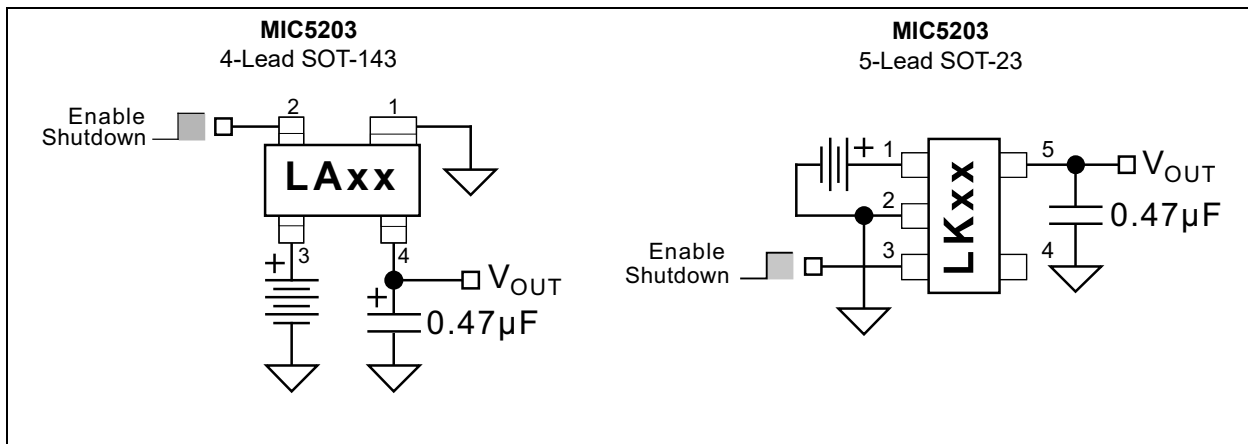 MIC5203
4-Lead SOT-143
Enable
Shutdown
2
1
LAxx
3
4
+
+
VOUT
0.47µF
MIC5203
5-Lead SOT-23
+
1
5
VOUT
2
LKxx
0.47µF
Enable
Shutdown
3
4